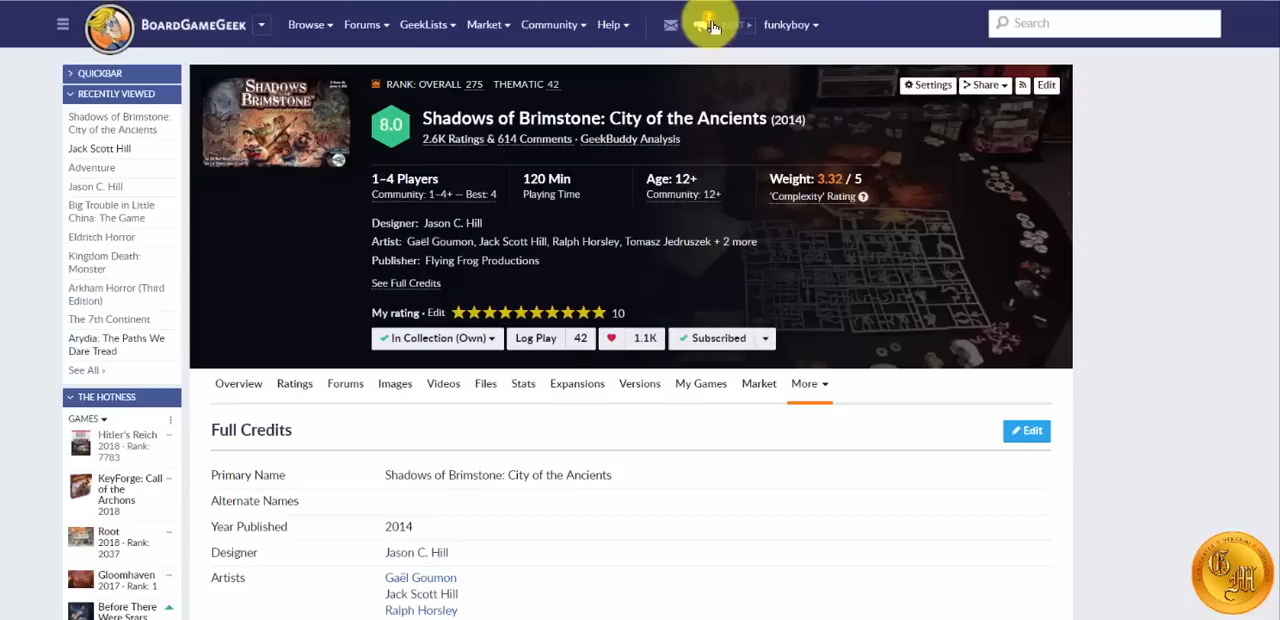 BOARDGAMEGEEK
Browse Forums GeekLists Market Community Help funkyboy Search
QUICKBAR
RECENTLY VIEWED
Shadows of Brimstone:
City of the Ancients
Jack Scott Hill
Adventure
Jason C. Hill
Big Trouble in Little
China: The Game
Eldritch Horror
Kingdom Death:
Monster
Arkham Horror (Third
Edition)
The 7th Continent
Arydia: The Paths We
Dare Tread
See All ›
THE HOTNESS
GAMES
Hitler's Reich
2018 · Rank:
7783
KeyForge: Call
of the
Archons
2018
Root
2018 · Rank:
2037
Gloomhaven
2017 · Rank: 1
Before There
Were Stars
SHADOWS
OF
BRIMSTONE
RANK: OVERALL 275 THEMATIC 42
Settings Share Edit
8.0
Shadows of Brimstone: City of the Ancients (2014)
2.6K Ratings & 614 Comments · GeekBuddy Analysis
1–4 Players 120 Min Age: 12+ Weight: 3.32 / 5
Community: 1–4+ — Best: 4 Playing Time Community: 12+ 'Complexity' Rating ?
Designer: Jason C. Hill
Artist: Gaël Goumon, Jack Scott Hill, Ralph Horsley, Tomasz Jedruszek + 2 more
Publisher: Flying Frog Productions
See Full Credits
My rating · Edit 10
In Collection (Own) Log Play 42 1.1K Subscribed
Overview Ratings Forums Images Videos Files Stats Expansions Versions My Games Market More
Full Credits
Edit
Primary Name Shadows of Brimstone: City of the Ancients
Alternate Names
Year Published 2014
Designer Jason C. Hill
Artists Gaël Goumon
Jack Scott Hill
Ralph Horsley
GM